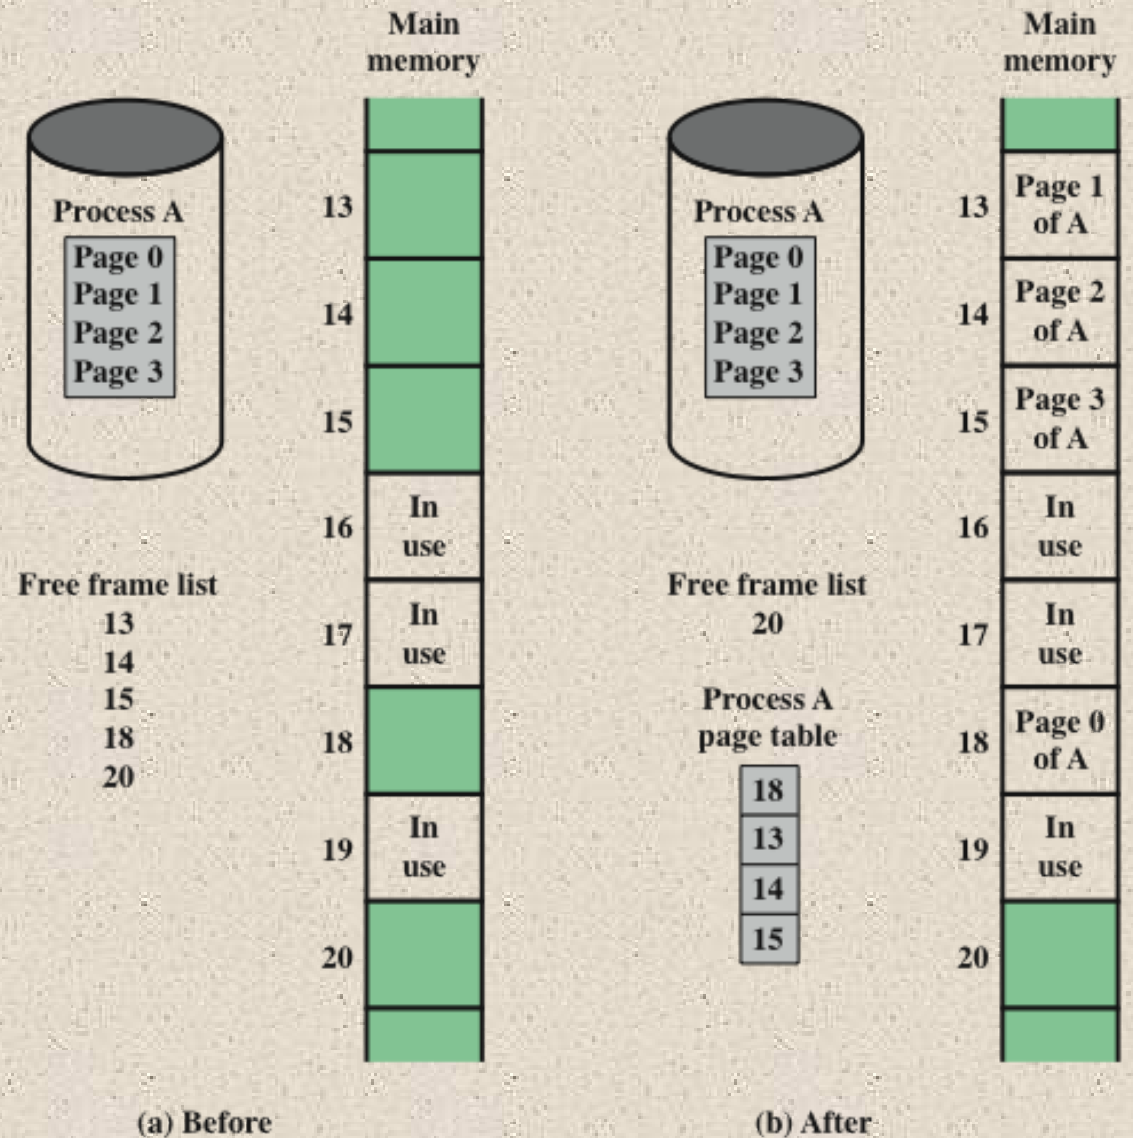 Main
memory
Process A
Page 0
Page 1
Page 2
Page 3
Free frame list
13
14
15
18
20
13
14
15
16
In
use
17
In
use
18
19
In
use
20
(a) Before
Main
memory
Process A
Page 0
Page 1
Page 2
Page 3
Free frame list
20
Process A
page table
18
13
14
15
13
Page 1
of A
14
Page 2
of A
15
Page 3
of A
16
In
use
17
In
use
18
Page 0
of A
19
In
use
20
(b) After